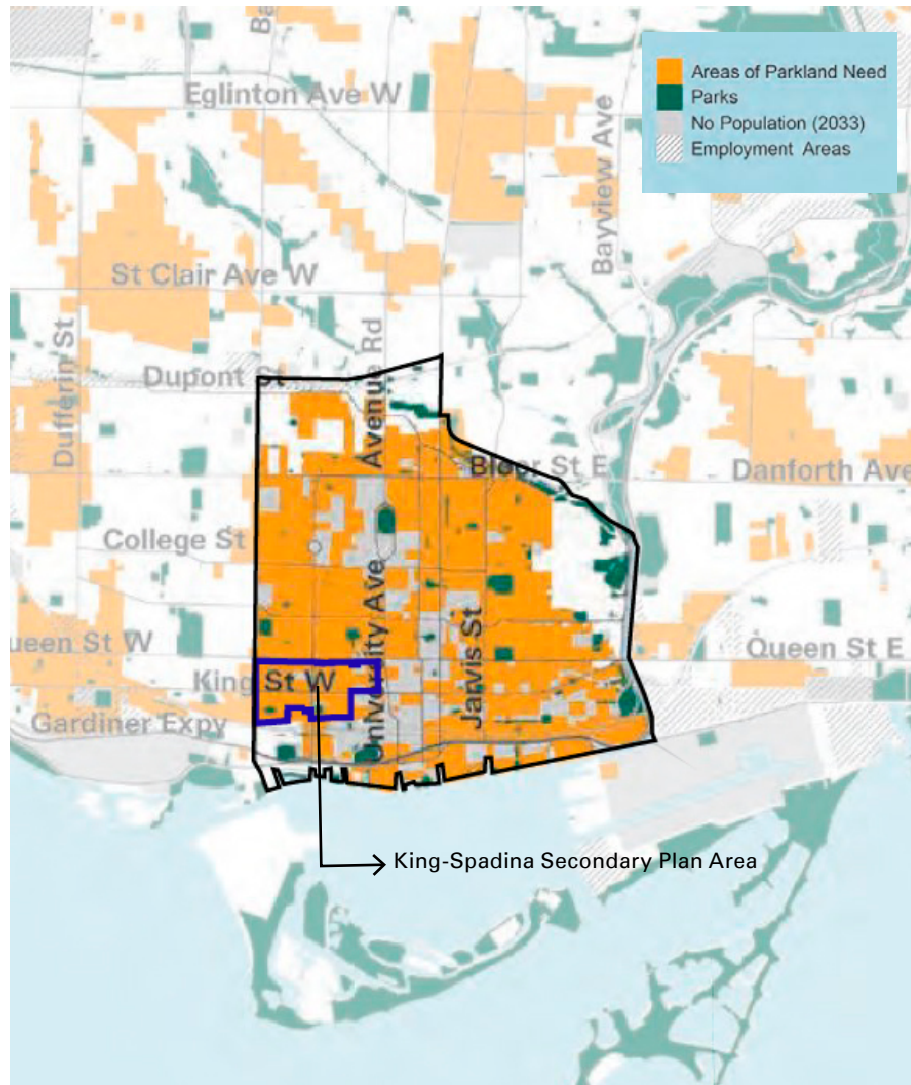 Ba
Eglinton Ave W
Bayview Ave
Areas of Parkland Need
Parks
No Population (2033)
Employment Areas
St Clair Ave W
Dufferin St
Avenue Rd
Dupont St
Bloor St E
Danforth Ave
College St
University Ave
Jarvis St
ueen St W
Queen St E
King St W
Gardiner Expy
King-Spadina Secondary Plan Area